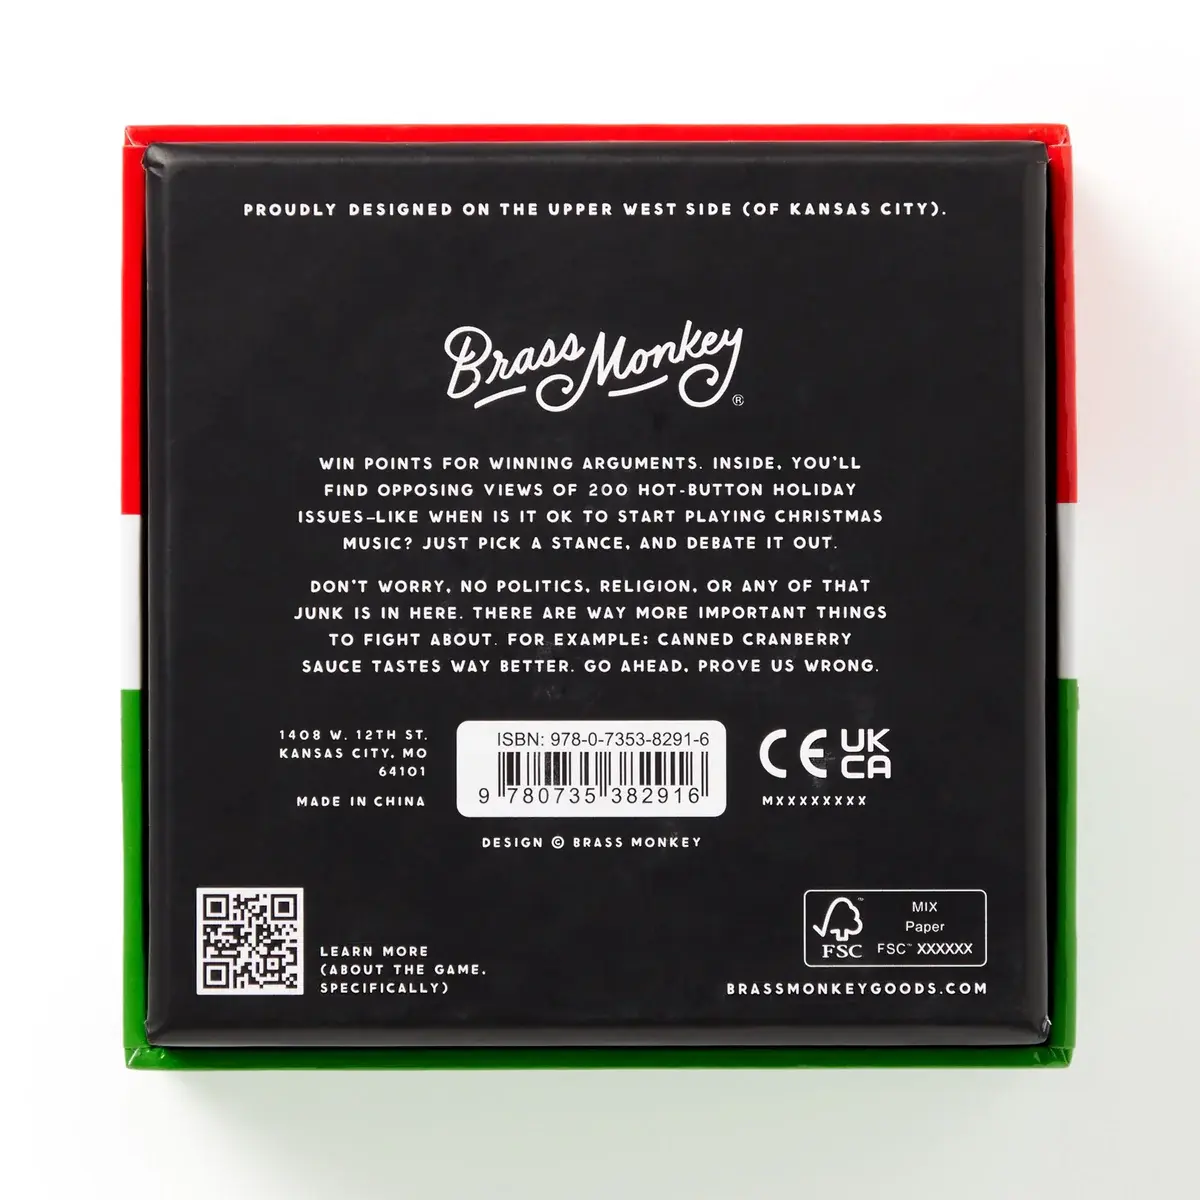 PROUDLY DESIGNED ON THE UPPER WEST SIDE (OF KANSAS CITY).
Brass Monkey ®
WIN POINTS FOR WINNING ARGUMENTS. INSIDE, YOU'LL
FIND OPPOSING VIEWS OF 200 HOT-BUTTON HOLIDAY
ISSUES–LIKE WHEN IS IT OK TO START PLAYING CHRISTMAS
MUSIC? JUST PICK A STANCE, AND DEBATE IT OUT.
DON'T WORRY, NO POLITICS, RELIGION, OR ANY OF THAT
JUNK IS IN HERE. THERE ARE WAY MORE IMPORTANT THINGS
TO FIGHT ABOUT. FOR EXAMPLE: CANNED CRANBERRY
SAUCE TASTES WAY BETTER. GO AHEAD, PROVE US WRONG.
1408 W. 12TH ST.
KANSAS CITY, MO
64101
MADE IN CHINA
ISBN: 978-0-7353-8291-6
9 780735 382916
CE UK
CA
MXXXXXXXXX
DESIGN © BRASS MONKEY
LEARN MORE
(ABOUT THE GAME,
SPECIFICALLY)
™
FSC
MIX
Paper
FSC™ XXXXXX
BRASSMONKEYGOODS.COM